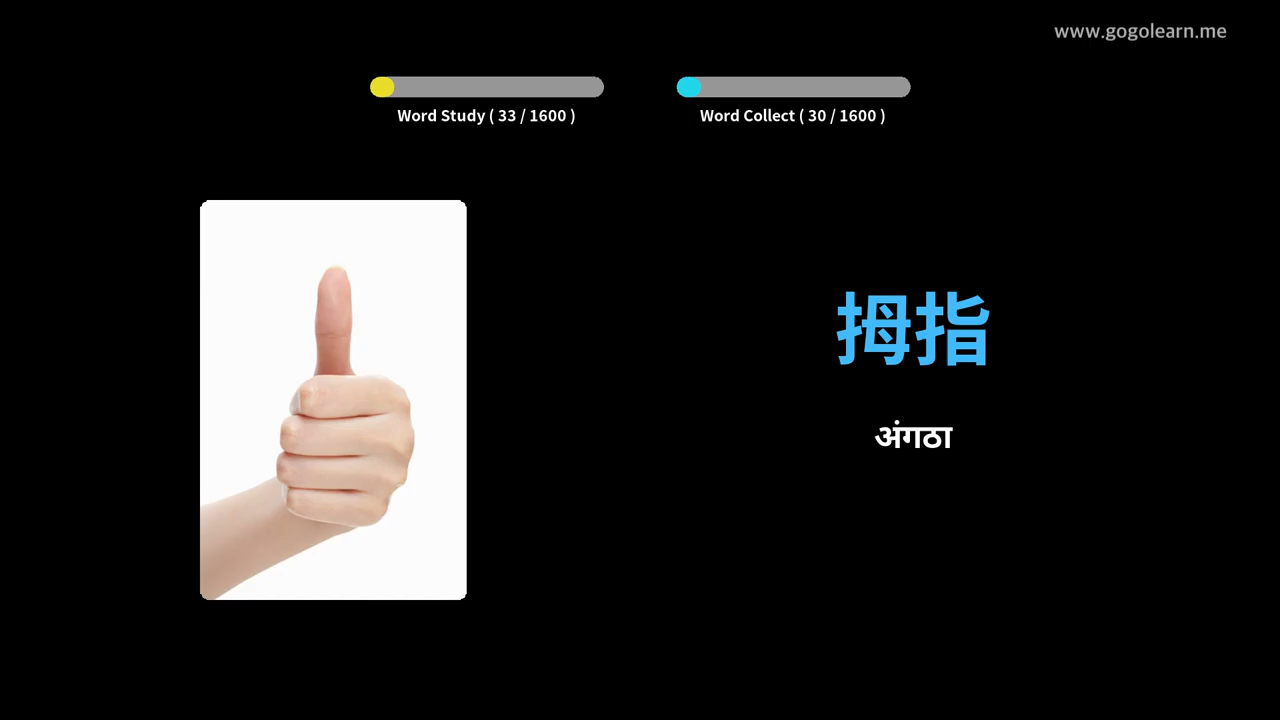 www.gogolearn.me
Word Study ( 33 / 1600 )
Word Collect ( 30 / 1600 )
拇指
अंगठा